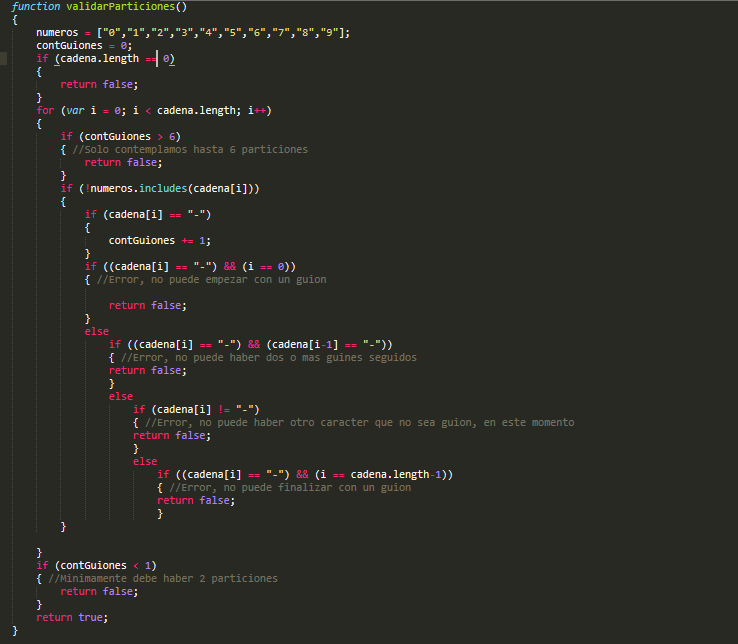 function validarParticiones()
{
numeros = ["0","1","2","3","4","5","6","7","8","9"];
contGuiones = 0;
if (cadena.length == 0)
{
return false;
}
for (var i = 0; i < cadena.length; i++)
{
if (contGuiones > 6)
{ //Solo contemplamos hasta 6 particiones
return false;
}
if (!numeros.includes(cadena[i]))
{
if (cadena[i] == "-")
{
contGuiones += 1;
}
if ((cadena[i] == "-") && (i == 0))
{ //Error, no puede empezar con un guion
return false;
}
else
if ((cadena[i] == "-") && (cadena[i-1] == "-"))
{ //Error, no puede haber dos o mas guines seguidos
return false;
}
else
if (cadena[i] != "-")
{ //Error, no puede haber otro caracter que no sea guion, en este momento
return false;
}
else
if ((cadena[i] == "-") && (i == cadena.length-1))
{ //Error, no puede finalizar con un guion
return false;
}
}
}
if (contGuiones < 1)
{ //Minimamente debe haber 2 particiones
return false;
}
return true;
}